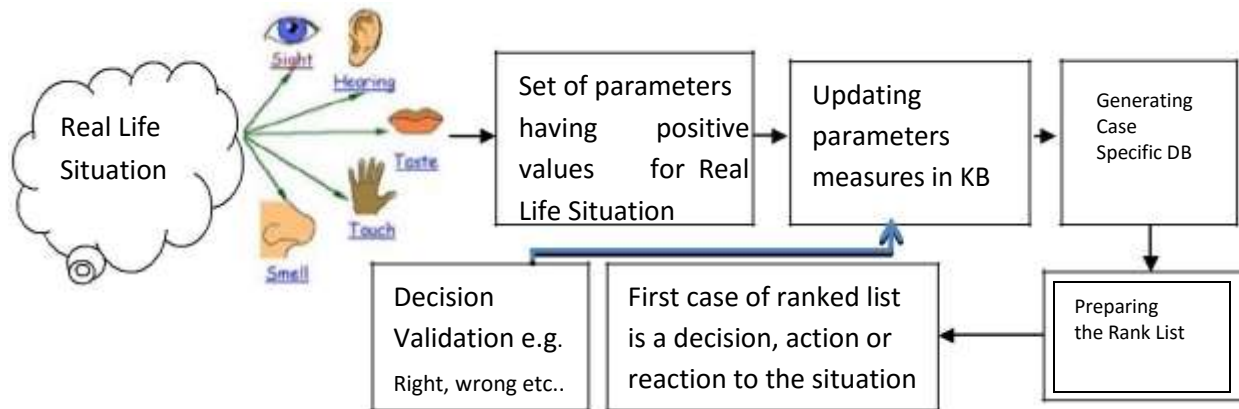 Real Life
Situation
Sight
Hearing
Taste
Touch
Smell
Set of parameters
having positive
values for Real
Life Situation
Updating
parameters
measures in KB
Generating
Case
Specific DB
Decision
Validation e.g.
Right, wrong etc..
First case of ranked list
is a decision, action or
reaction to the situation
Preparing
the Rank List